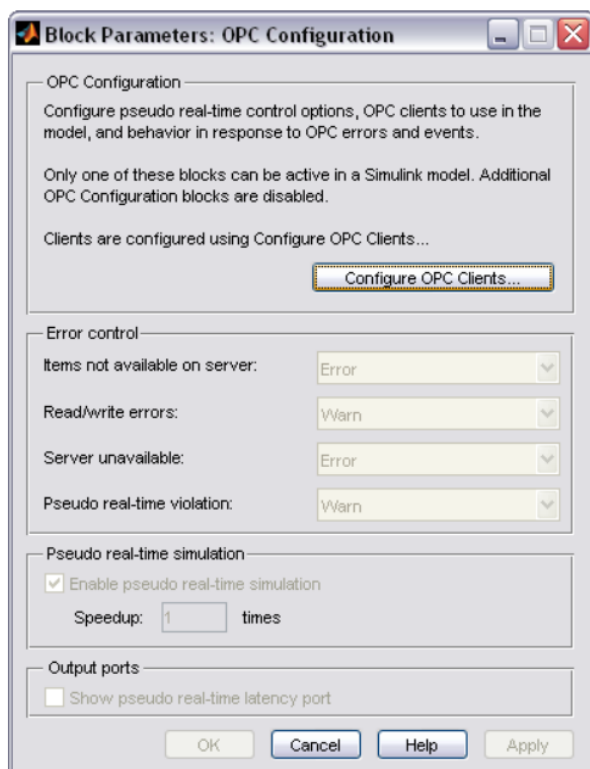 Block Parameters: OPC Configuration
OPC Configuration
Configure pseudo real-time control options, OPC clients to use in the
model, and behavior in response to OPC errors and events.
Only one of these blocks can be active in a Simulink model. Additional
OPC Configuration blocks are disabled.
Clients are configured using Configure OPC Clients...
Configure OPC Clients...
Error control
Items not available on server: Error
Read/write errors: Warn
Server unavailable: Error
Pseudo real-time violation: Warn
Pseudo real-time simulation
Enable pseudo real-time simulation
Speedup: 1 times
Output ports
Show pseudo real-time latency port
OK Cancel Help Apply